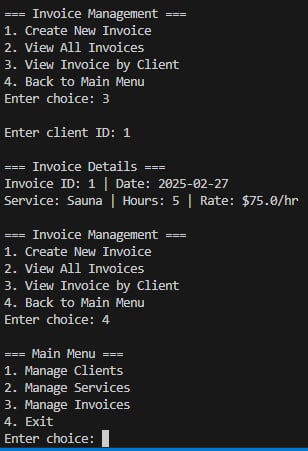 === Invoice Management ===
1. Create New Invoice
2. View All Invoices
3. View Invoice by Client
4. Back to Main Menu
Enter choice: 3
Enter client ID: 1
=== Invoice Details ===
Invoice ID: 1 | Date: 2025-02-27
Service: Sauna | Hours: 5 | Rate: $75.0/hr
=== Invoice Management ===
1. Create New Invoice
2. View All Invoices
3. View Invoice by Client
4. Back to Main Menu
Enter choice: 4
=== Main Menu ===
1. Manage Clients
2. Manage Services
3. Manage Invoices
4. Exit
Enter choice: